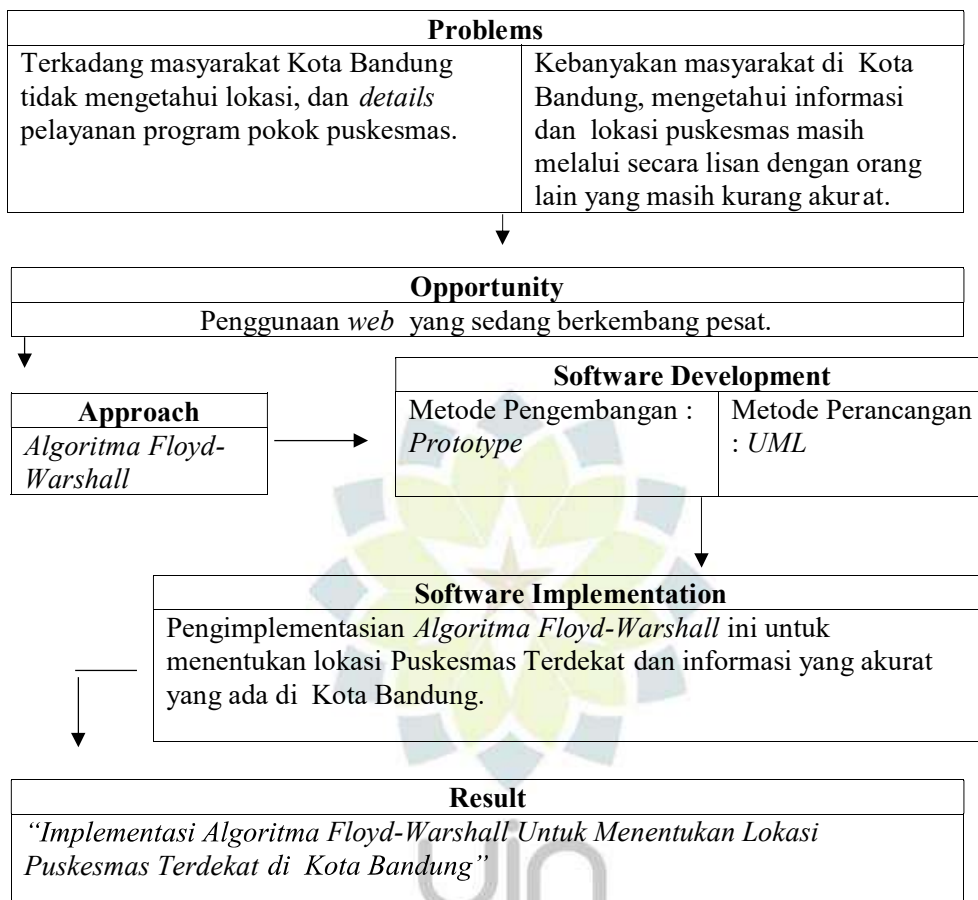 Problems
Terkadang masyarakat Kota Bandung
tidak mengetahui lokasi, dan details
pelayanan program pokok puskesmas.
Kebanyakan masyarakat di Kota
Bandung, mengetahui informasi
dan lokasi puskesmas masih
melalui secara lisan dengan orang
lain yang masih kurang akurat.
Opportunity
Penggunaan web yang sedang berkembang pesat.
Approach
Algoritma Floyd-
Warshall
Software Development
Metode Pengembangan :
Prototype
Metode Perancangan
: UML
Software Implementation
Pengimplementasian Algoritma Floyd-Warshall ini untuk
menentukan lokasi Puskesmas Terdekat dan informasi yang akurat
yang ada di Kota Bandung.
Result
“Implementasi Algoritma Floyd-Warshall Untuk Menentukan Lokasi
Puskesmas Terdekat di Kota Bandung”
uin